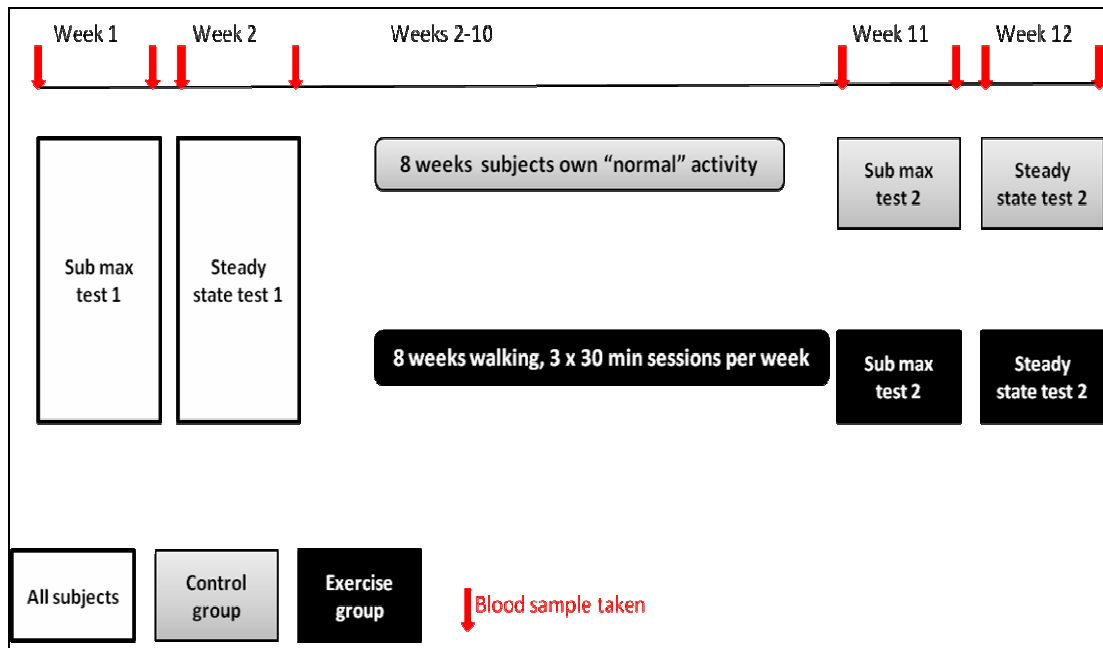 Week 1
Week 2
Weeks 2-10
Week 11
Week 12
Sub max
test 1
Steady
state test 1
8 weeks subjects own “normal” activity
Sub max
test 2
Steady
state test 2
8 weeks walking, 3 x 30 min sessions per week
Sub max
test 2
Steady
state test 2
All subjects
Control
group
Exercise
group
Blood sample taken